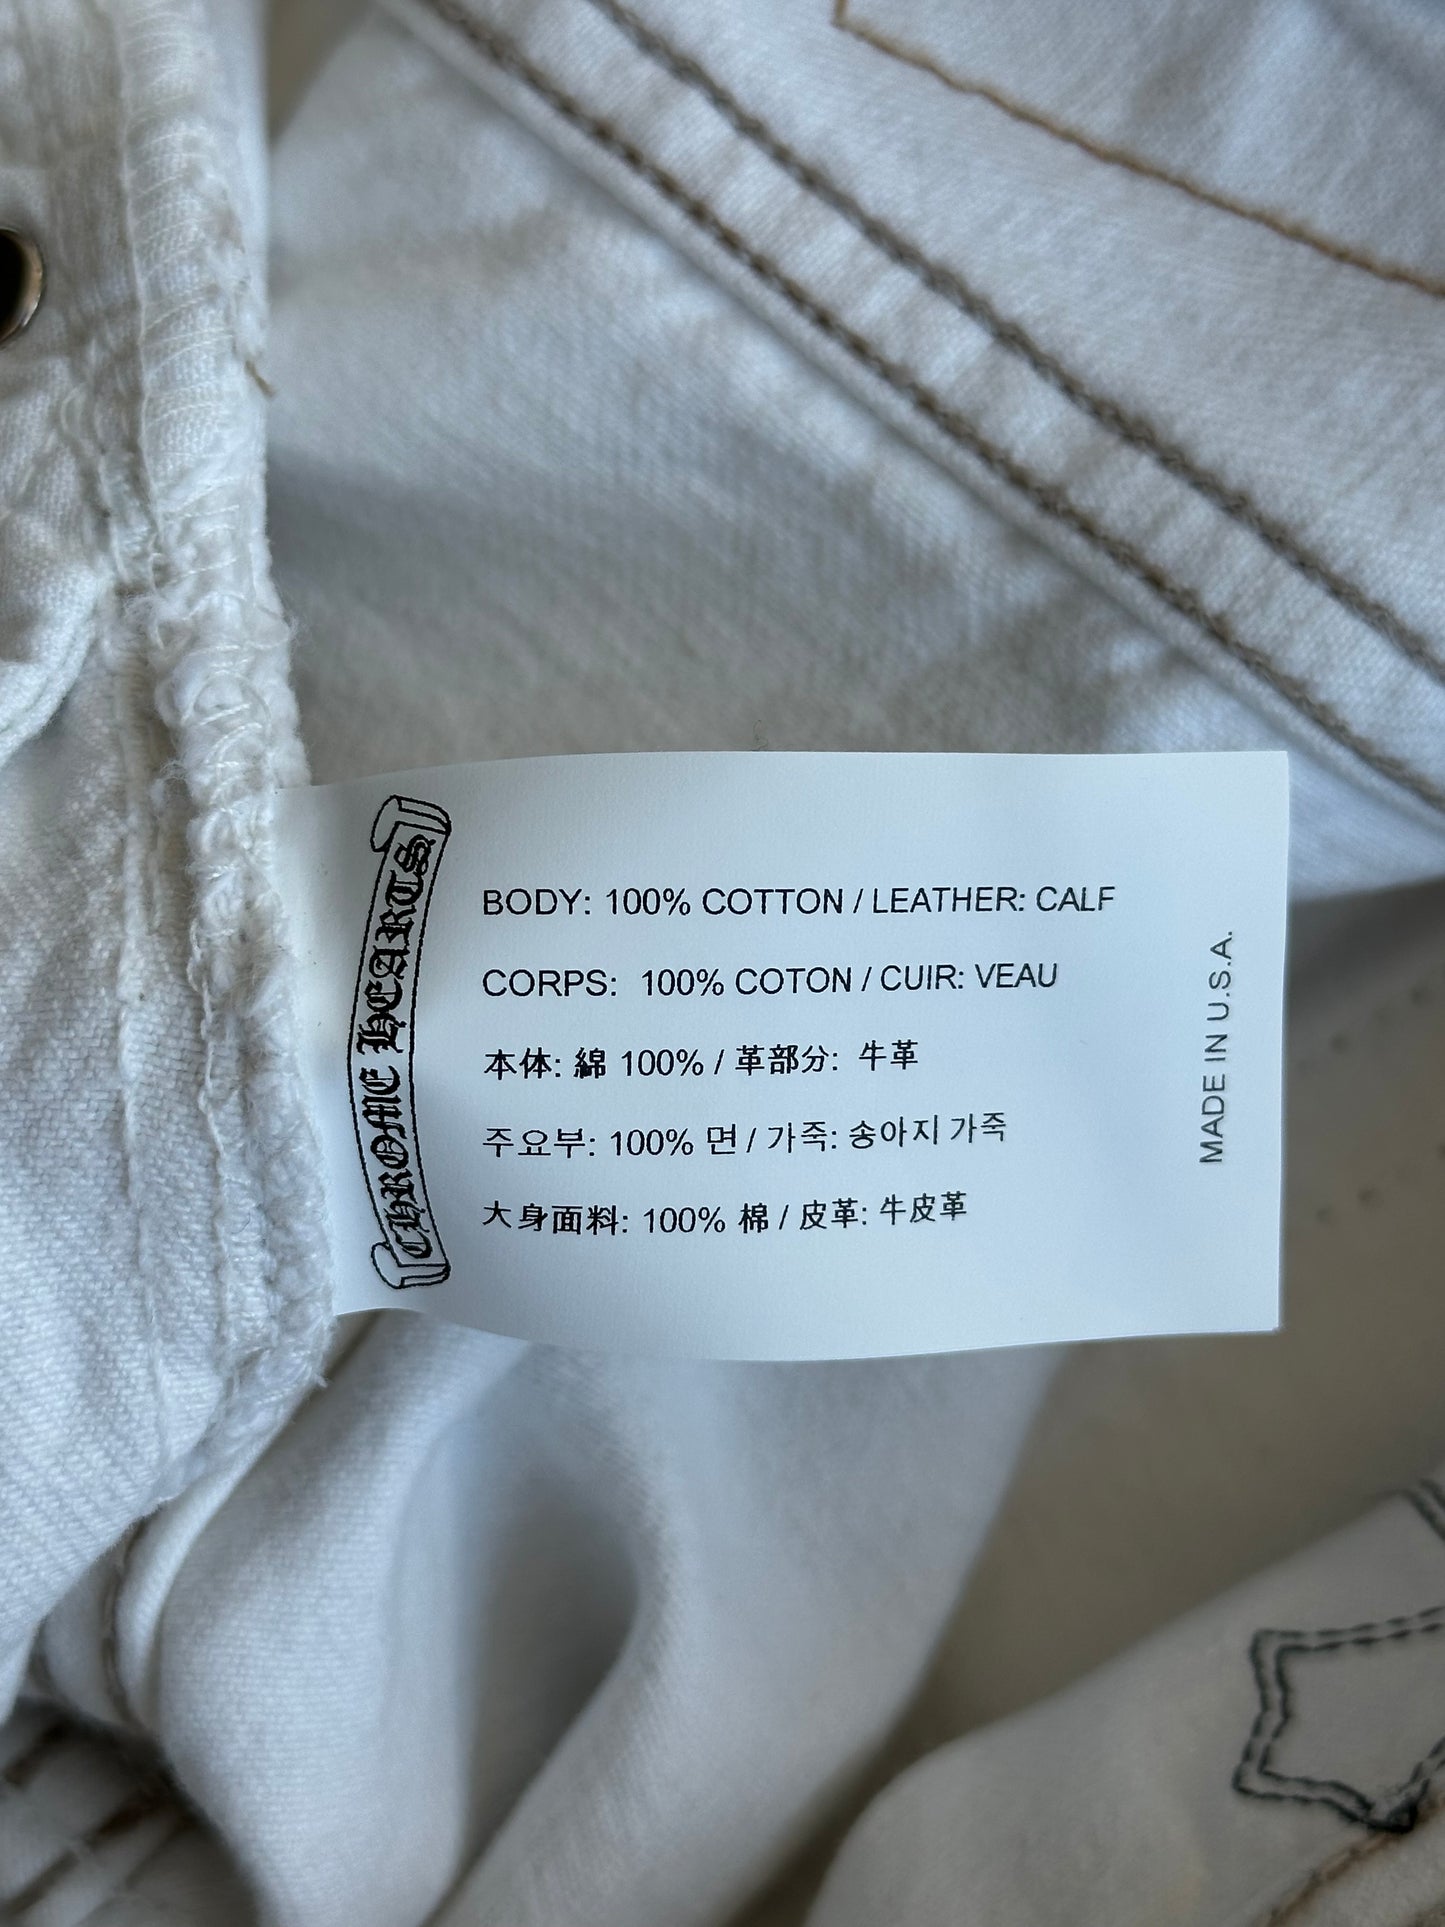 CHROME HEARTS
BODY: 100% COTTON / LEATHER: CALF
CORPS: 100% COTON / CUIR: VEAU
本体: 綿 100% / 革部分: 牛革
주요부: 100% 면 / 가죽: 송아지 가죽
大身面料: 100% 棉 / 皮革: 牛皮革
MADE IN U.S.A.